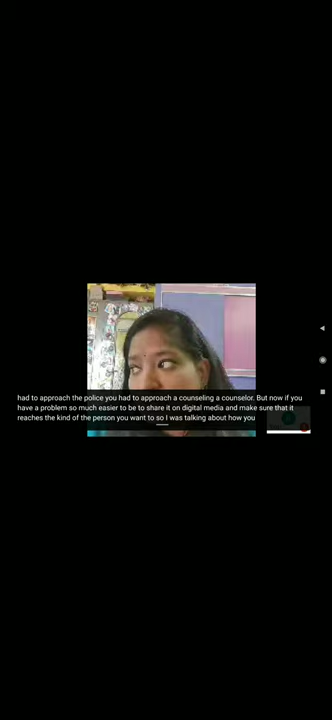 had to approach the police you had to approach a counseling a counselor. But now if you
have a problem so much easier to be to share it on digital media and make sure that it
reaches the kind of the person you want to so I was talking about how you